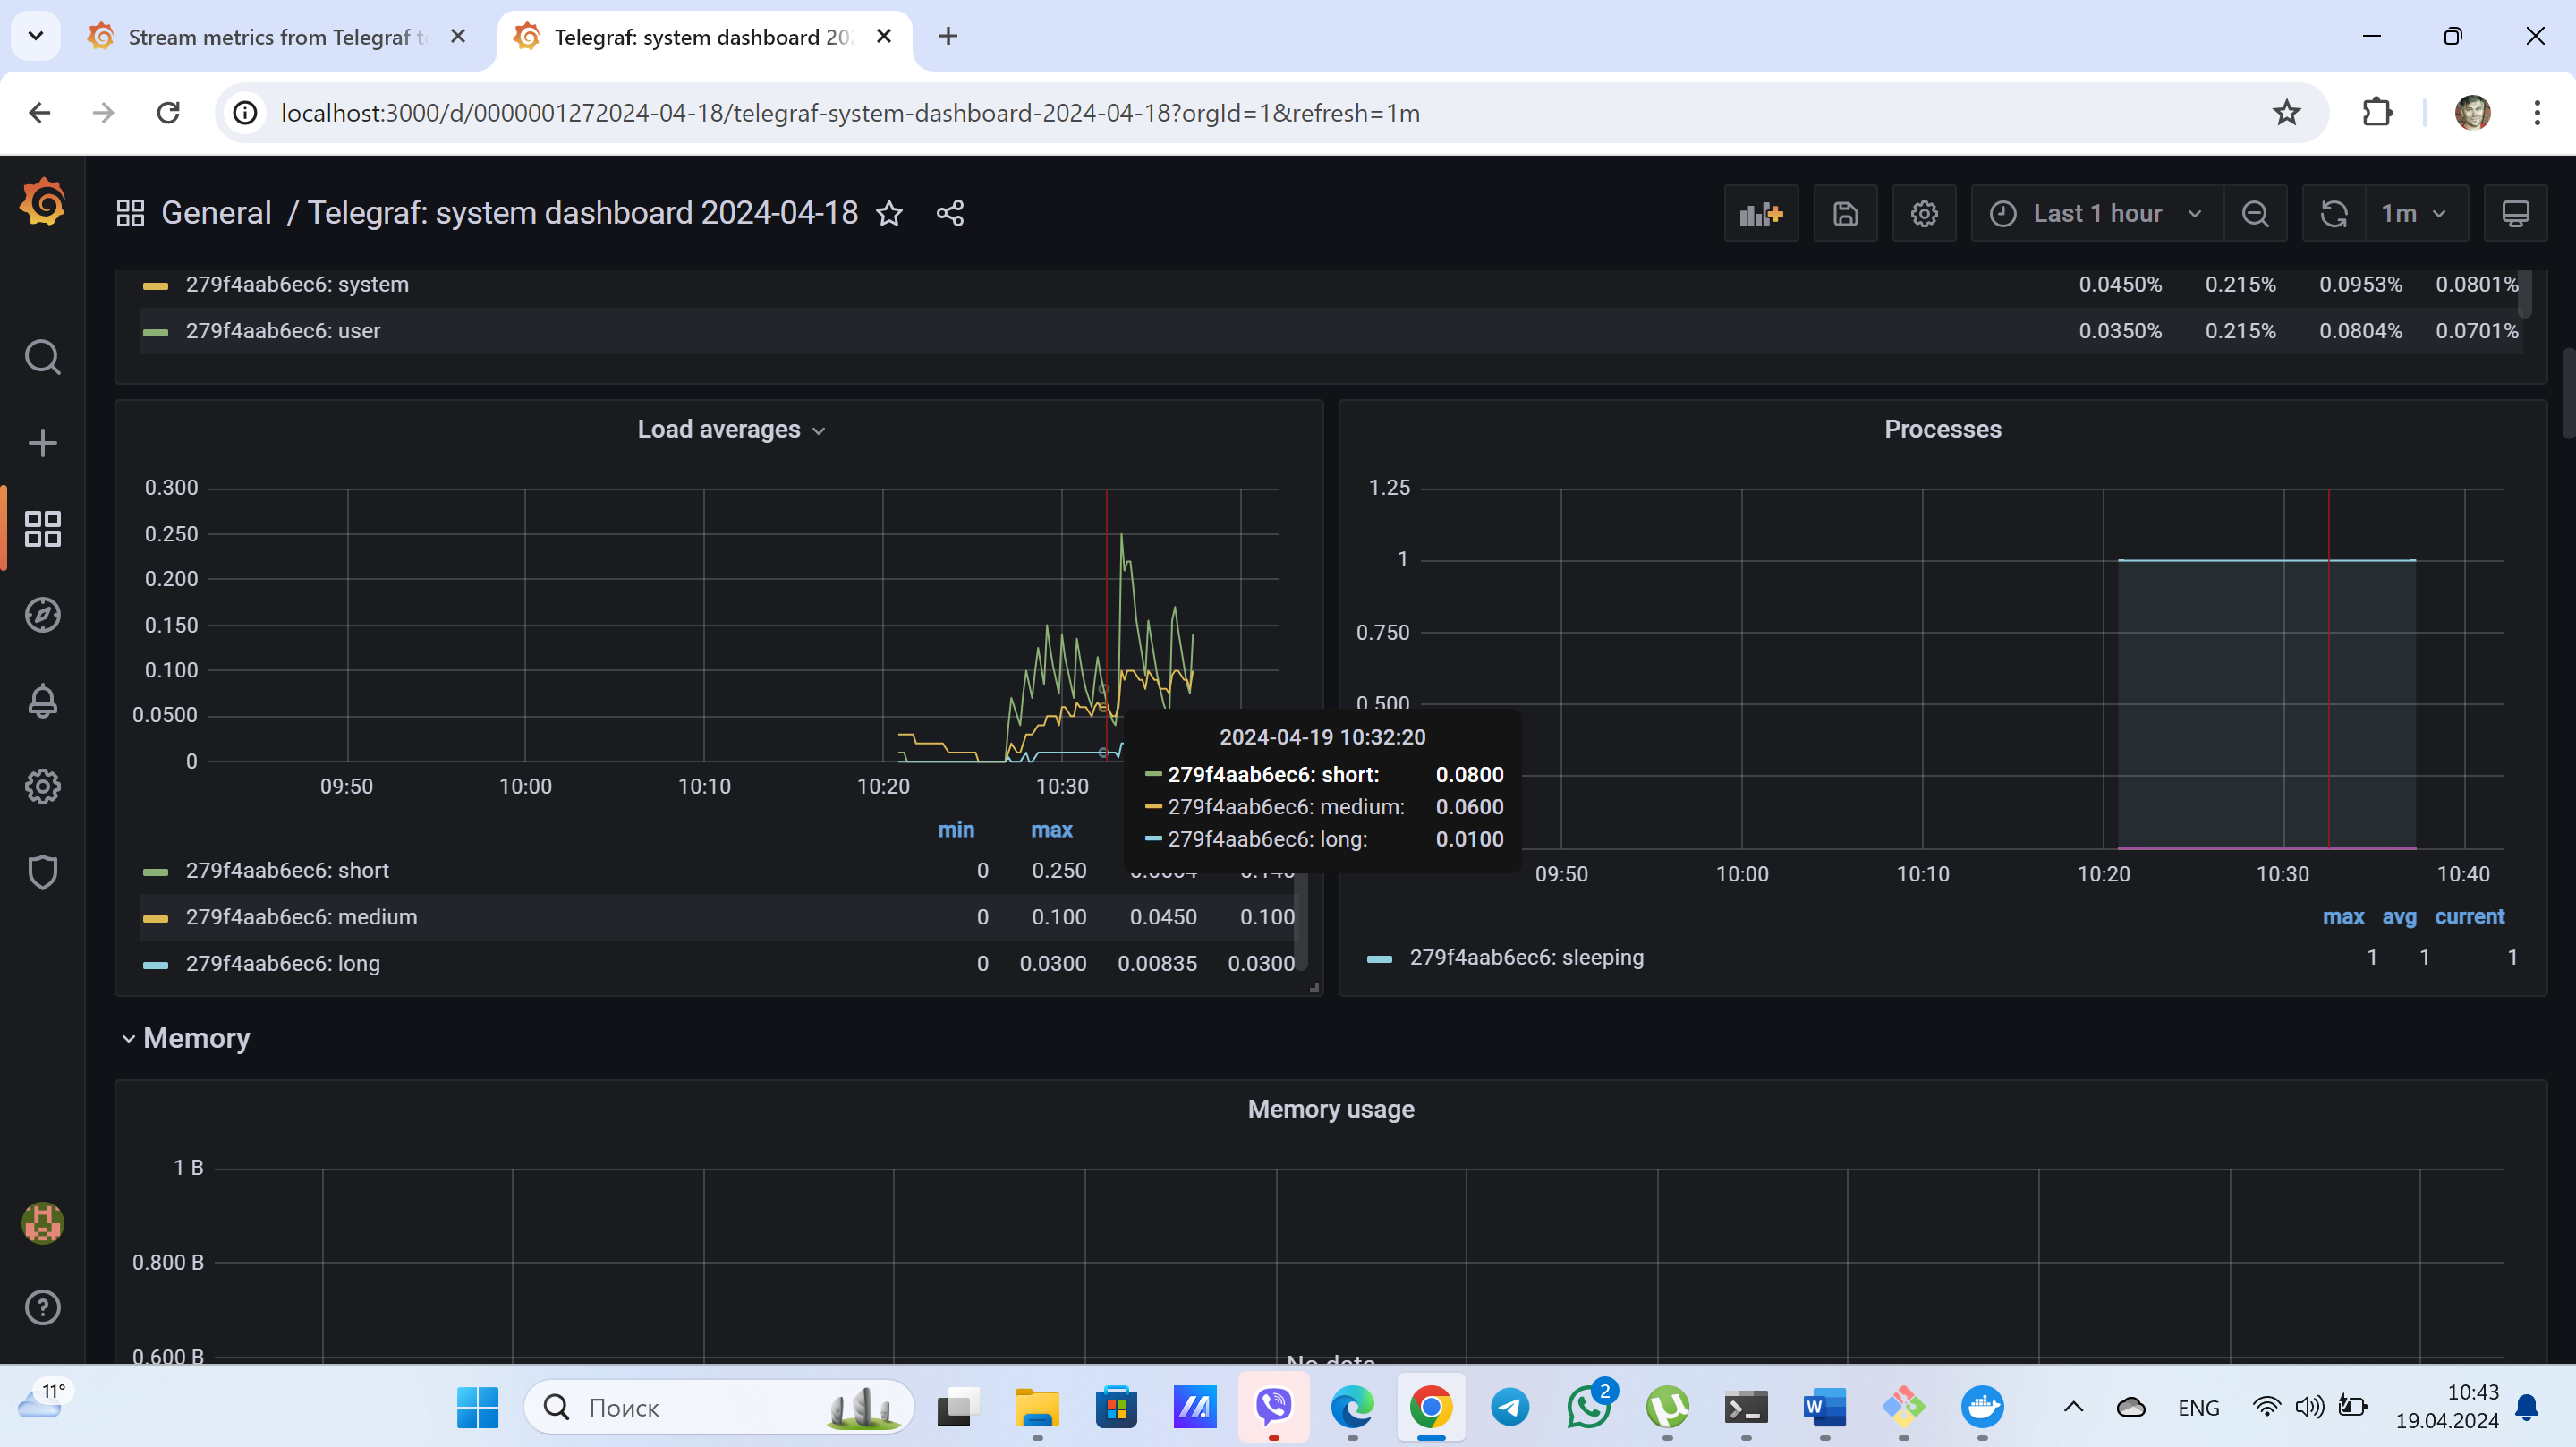 Stream metrics from Telegraf t
Telegraf: system dashboard 20
localhost:3000/d/0000001272024-04-18/telegraf-system-dashboard-2024-04-18?orgId=1&refresh=1m
General / Telegraf: system dashboard 2024-04-18
Last 1 hour
1m
279f4aab6ec6: system 0.0450% 0.215% 0.0953% 0.0801%
279f4aab6ec6: user 0.0350% 0.215% 0.0804% 0.0701%
Load averages
0.300
0.250
0.200
0.150
0.100
0.0500
0
09:50 10:00 10:10 10:20 10:30
min max
279f4aab6ec6: short 0 0.250
279f4aab6ec6: medium 0 0.100 0.0450 0.100
279f4aab6ec6: long 0 0.0300 0.00835 0.0300
2024-04-19 10:32:20
279f4aab6ec6: short: 0.0800
279f4aab6ec6: medium: 0.0600
279f4aab6ec6: long: 0.0100
Processes
1.25
1
0.750
0.500
09:50 10:00 10:10 10:20 10:30 10:40
max avg current
279f4aab6ec6: sleeping 1 1 1
Memory
Memory usage
1 B
0.800 B
0.600 B
No data
11°
Поиск
2
ENG
10:43
19.04.2024